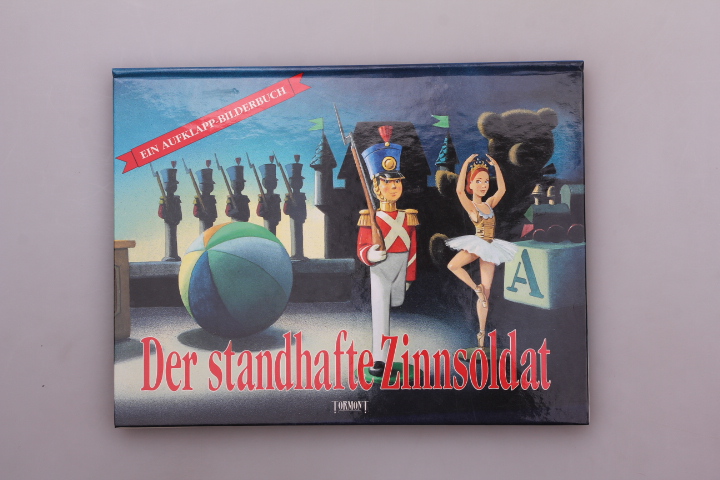 EIN AUFKLAPP-BILDERBUCH
A
Der standhafte Zinnsoldat
TORMONT